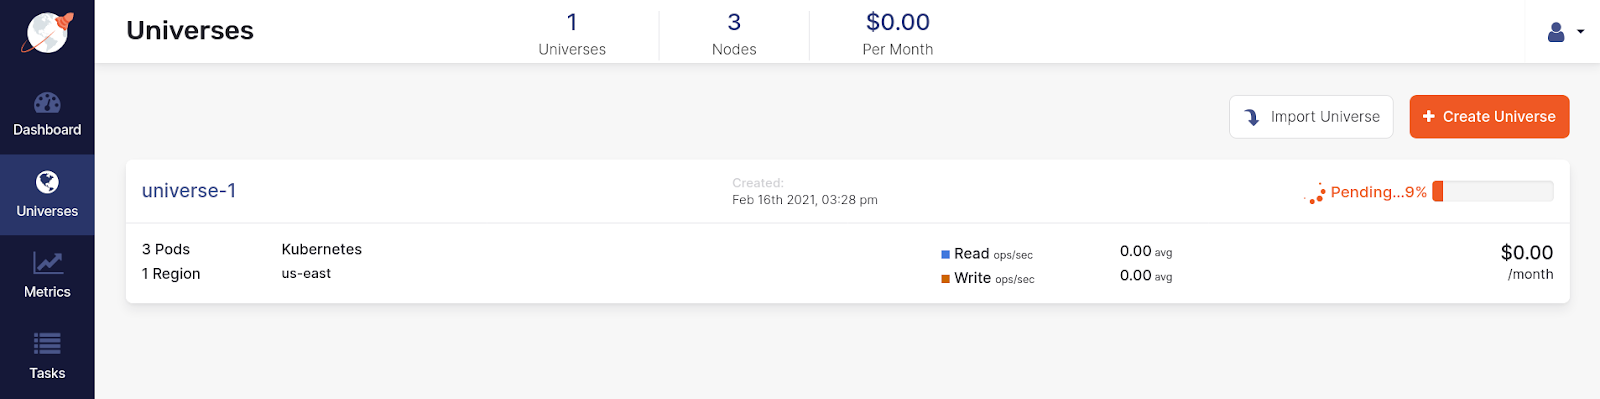 Universes
1
Universes
3
Nodes
$0.00
Per Month
Dashboard
Universes
Metrics
Tasks
Import Universe
+ Create Universe
universe-1
Created:
Feb 16th 2021, 03:28 pm
Pending...9%
3 Pods
1 Region
Kubernetes
us-east
Read ops/sec
0.00 avg
Write ops/sec
0.00 avg
$0.00
/month